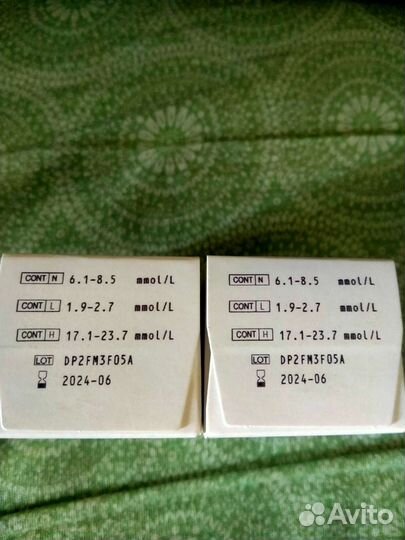 CONT N 6.1-8.5 mmol/L
CONT L 1.9-2.7 mmol/L
CONT H 17.1-23.7 mmol/L
LOT DP2FM3F05A
2024-06
CONT N 6.1-8.5 mmol/L
CONT L 1.9-2.7 mmol/L
CONT H 17.1-23.7 mmol/L
LOT DP2FM3F05A
2024-06
Avito